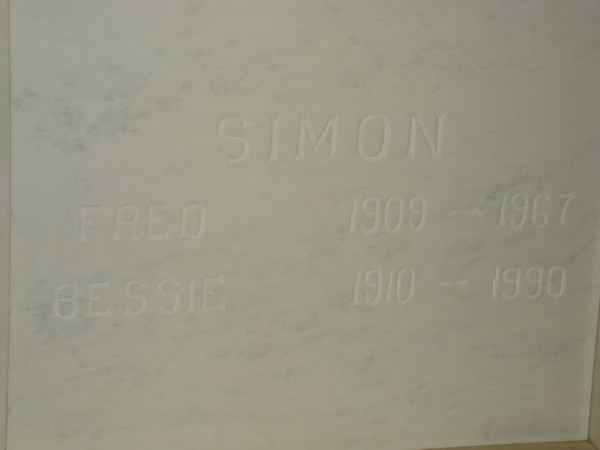 SIMON
FRED 1909 – 1967
BESSIE 1910 – 1990